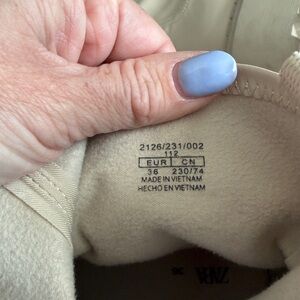 2126/231/002
112
EUR CN
36 230/74
MADE IN VIETNAM
HECHO EN VIETNAM